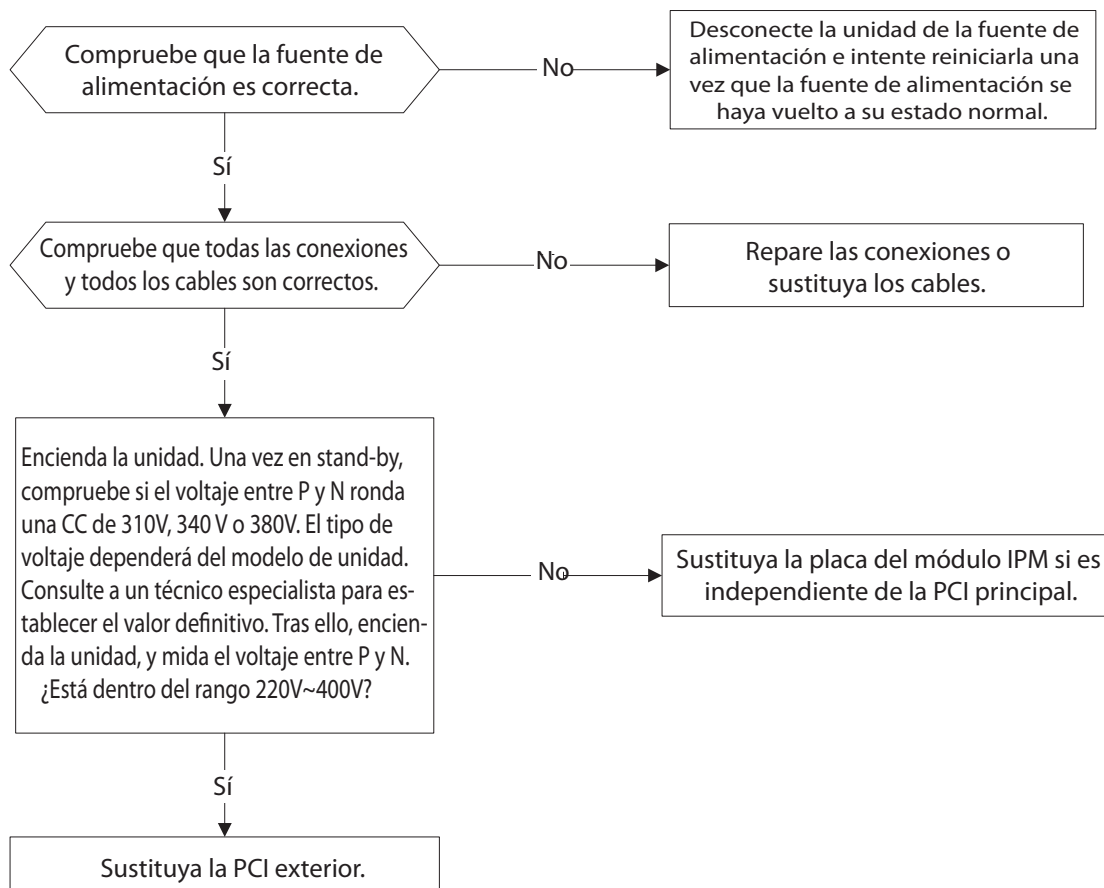 Compruebe que la fuente de
alimentación es correcta.
No
Desconecte la unidad de la fuente de
alimentación e intente reiniciarla una
vez que la fuente de alimentación se
haya vuelto a su estado normal.
Sí
Compruebe que todas las conexiones
y todos los cables son correctos.
No
Repare las conexiones o
sustituya los cables.
Sí
Encienda la unidad. Una vez en stand-by,
compruebe si el voltaje entre P y N ronda
una CC de 310V, 340 V o 380V. El tipo de
voltaje dependerá del modelo de unidad.
Consulte a un técnico especialista para es-
tablecer el valor definitivo. Tras ello, encien-
da la unidad, y mida el voltaje entre P y N.
¿Está dentro del rango 220V~400V?
No
Sustituya la placa del módulo IPM si es
independiente de la PCI principal.
Sí
Sustituya la PCI exterior.